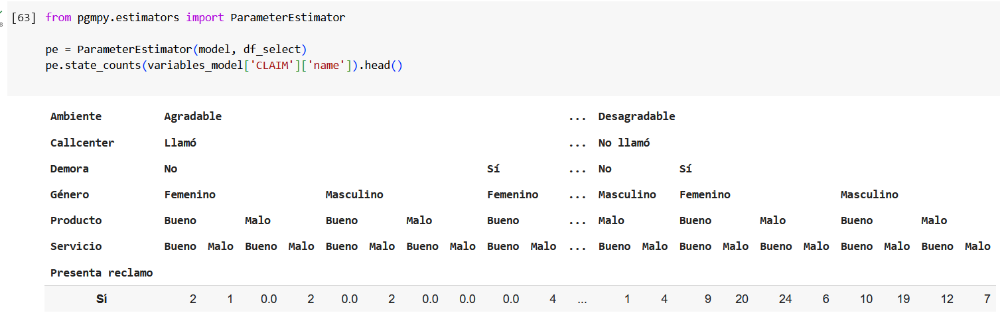 [63] from pgmpy.estimators import ParameterEstimator
pe = ParameterEstimator(model, df_select)
pe.state_counts(variables_model['CLAIM']['name']).head()
Ambiente Agradable ... Desagradable
Callcenter Llamó ... No llamó
Demora No Sí ... No Sí
Género Femenino Masculino Femenino ... Masculino Femenino Masculino
Producto Bueno Malo Bueno Malo Bueno ... Malo Bueno Malo Bueno Malo
Servicio Bueno Malo Bueno Malo Bueno Malo Bueno Malo Bueno Malo ... Bueno Malo Bueno Malo Bueno Malo Bueno Malo Bueno Malo
Presenta reclamo
Sí 2 1 0.0 2 0.0 2 0.0 0.0 0.0 4 ... 1 4 9 20 24 6 10 19 12 7